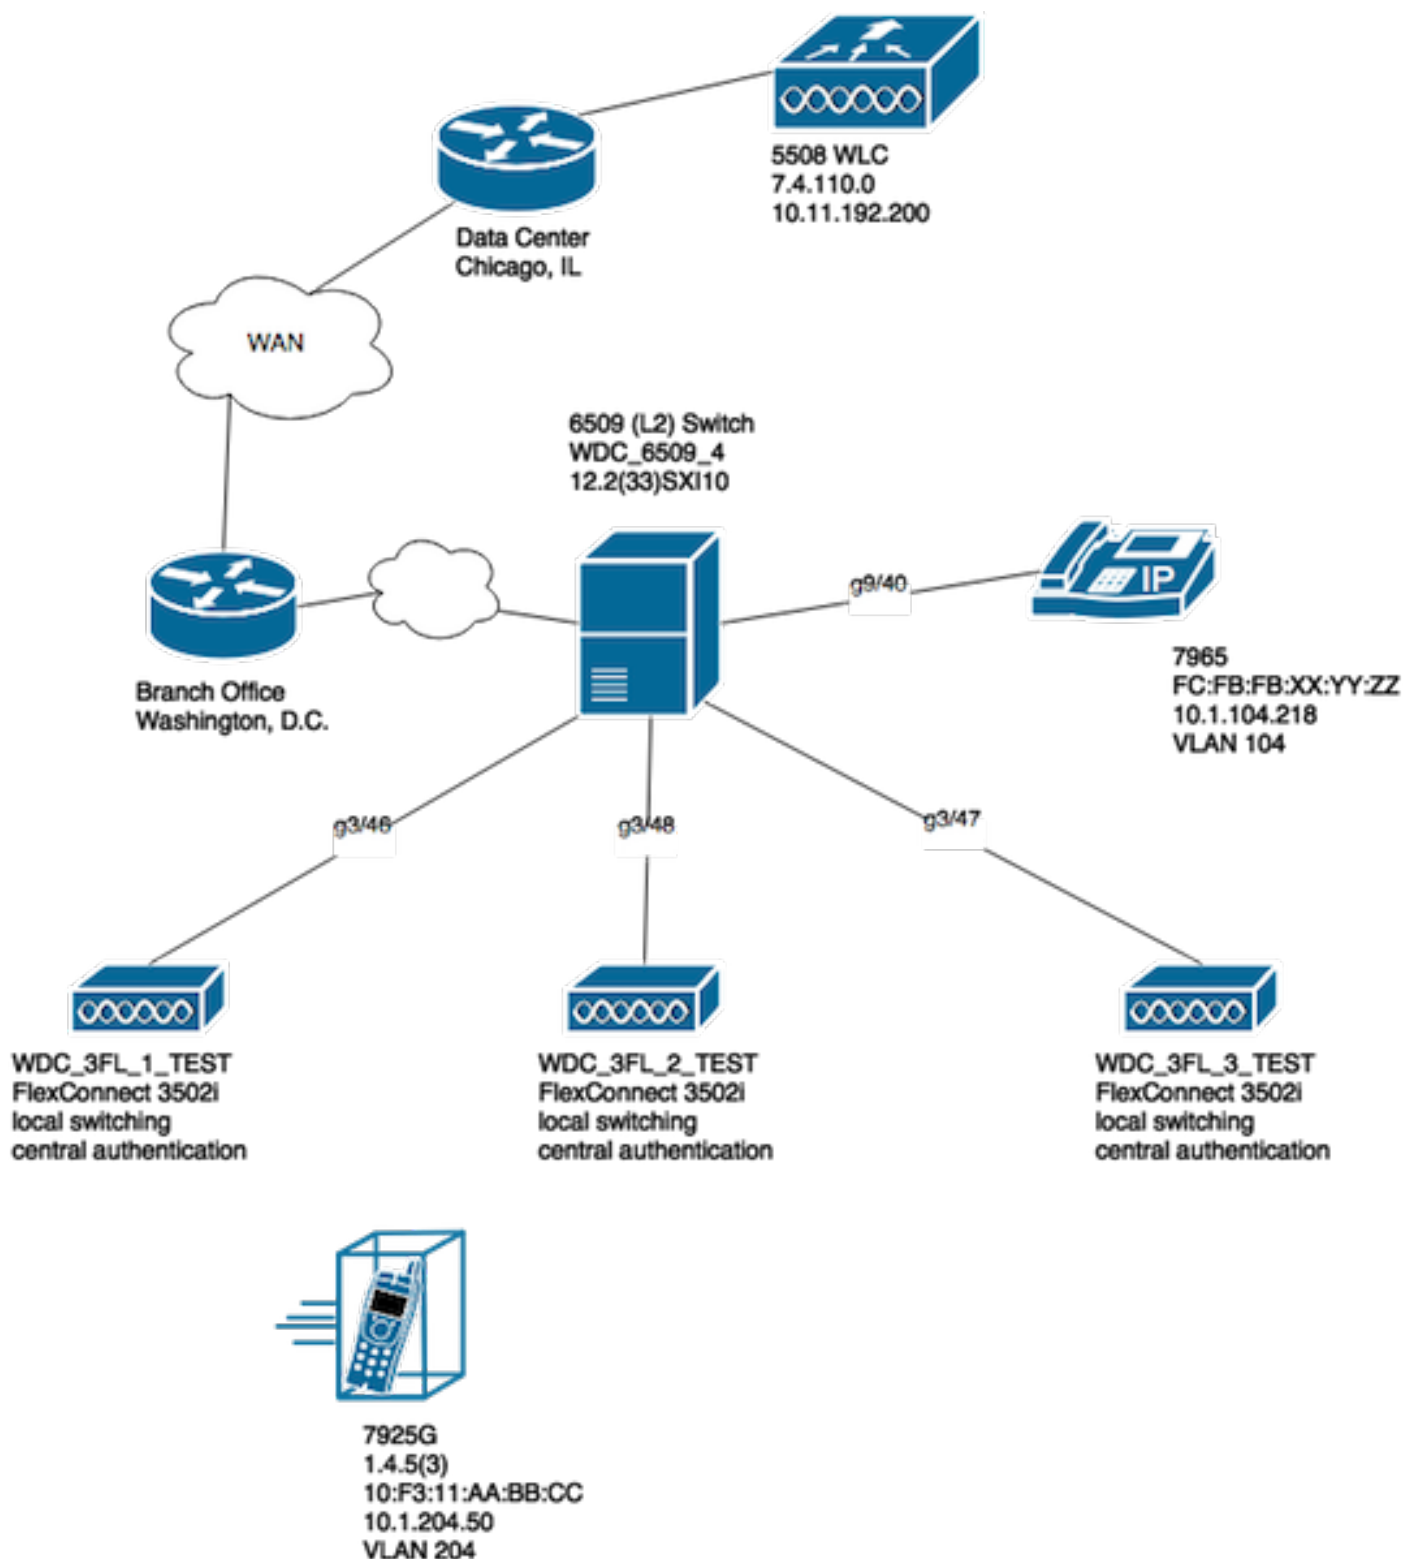 5508 WLC
7.4.110.0
10.11.192.200
Data Center
Chicago, IL
WAN
6509 (L2) Switch
WDC_6509_4
12.2(33)SXI10
g9/40
IP
7965
FC:FB:FB:XX:YY:ZZ
10.1.104.218
VLAN 104
Branch Office
Washington, D.C.
g3/46
g3/48
g3/47
WDC_3FL_1_TEST
FlexConnect 3502i
local switching
central authentication
WDC_3FL_2_TEST
FlexConnect 3502i
local switching
central authentication
WDC_3FL_3_TEST
FlexConnect 3502i
local switching
central authentication
7925G
1.4.5(3)
10:F3:11:AA:BB:CC
10.1.204.50
VLAN 204